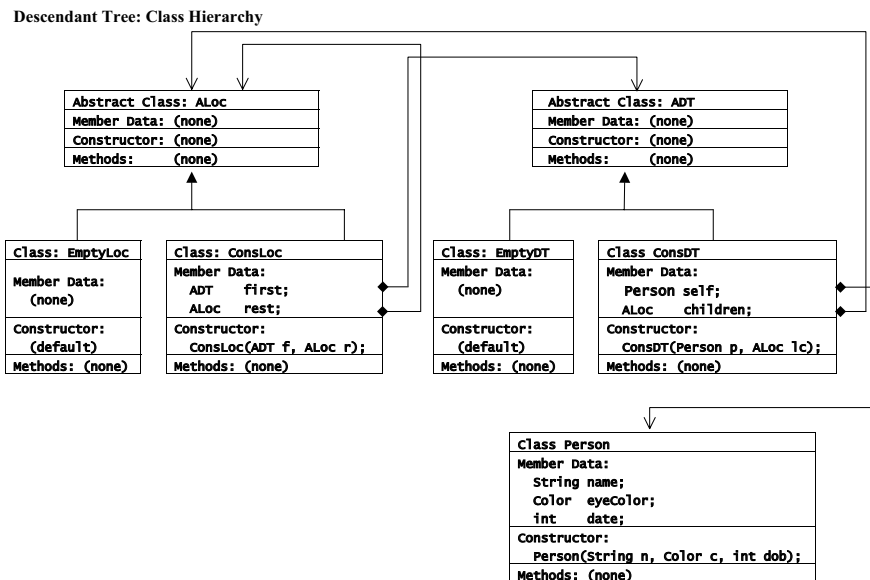 Descendant Tree: Class Hierarchy
Abstract Class: ALoc
Member Data: (none)
Constructor: (none)
Methods: (none)
Abstract Class: ADT
Member Data: (none)
Constructor: (none)
Methods: (none)
Class: EmptyLoc
Member Data:
(none)
Constructor:
(default)
Methods: (none)
Class: ConsLoc
Member Data:
ADT first;
ALoc rest;
Constructor:
ConsLoc(ADT f, ALoc r);
Methods: (none)
Class: EmptyDT
Member Data:
(none)
Constructor:
(default)
Methods: (none)
Class ConsDT
Member Data:
Person self;
ALoc children;
Constructor:
ConsDT(Person p, ALoc lc);
Methods: (none)
Class Person
Member Data:
String name;
Color eyeColor;
int date;
Constructor:
Person(String n, Color c, int dob);
Methods: (none)